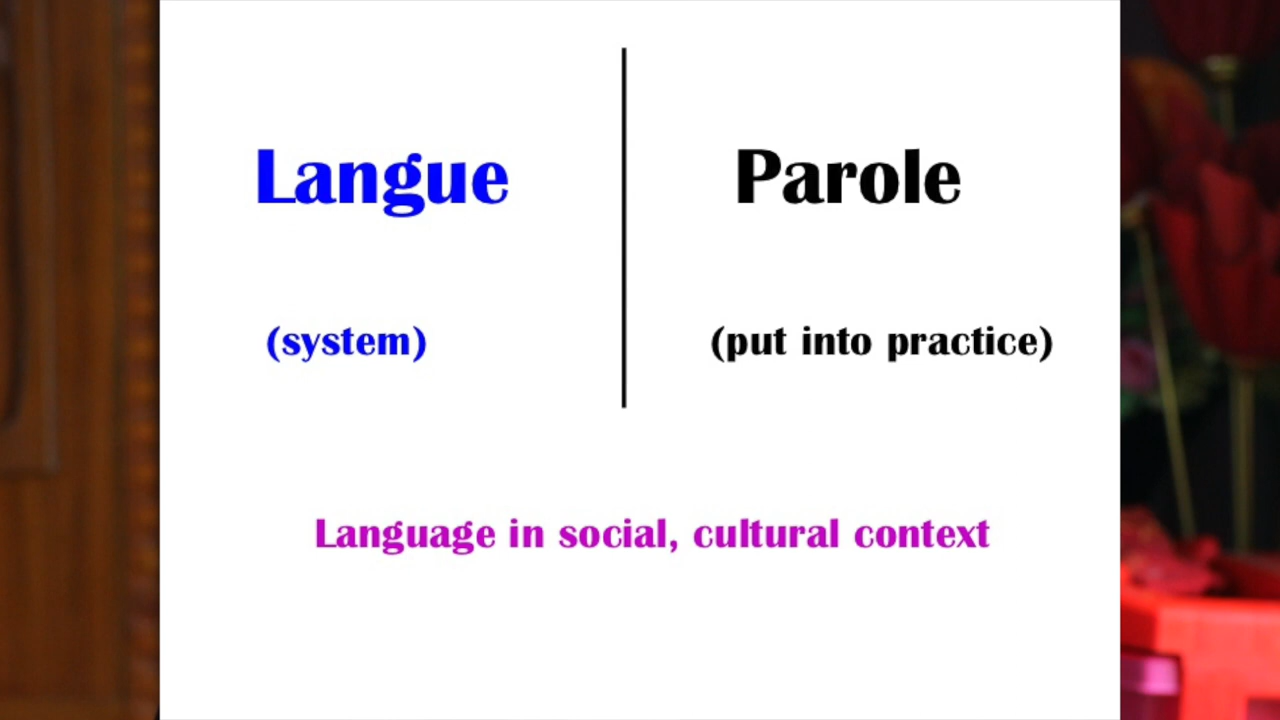 Langue
Parole
(system)
(put into practice)
Language in social, cultural context